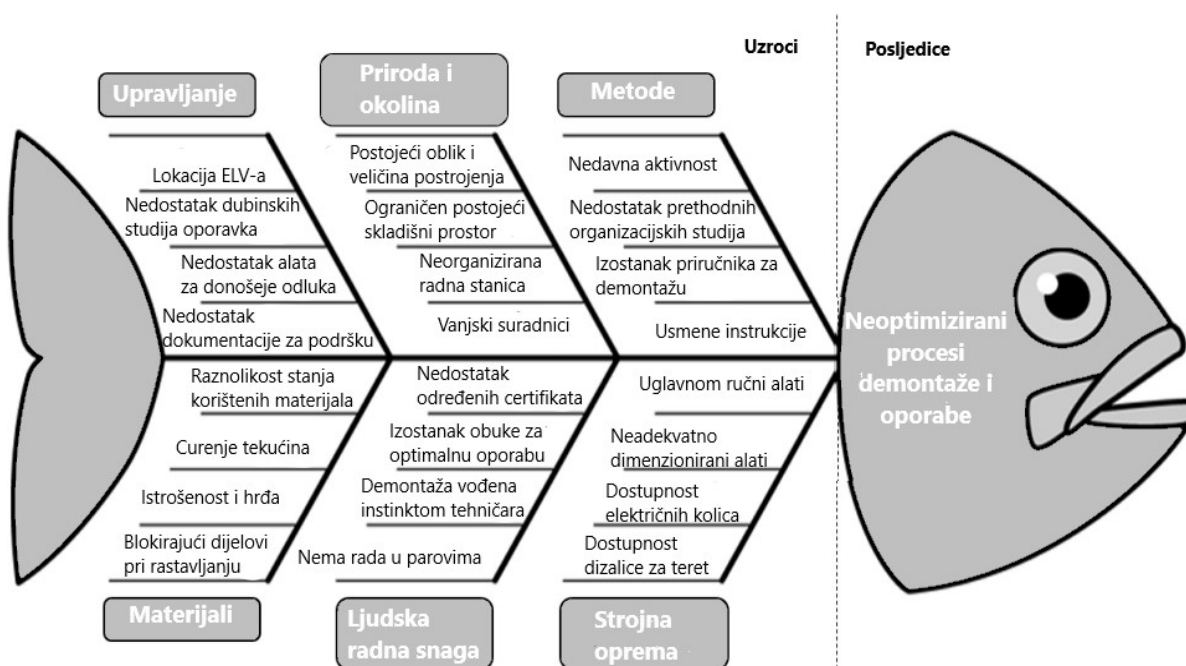 Uzroci
Posljedice
Upravljanje
Priroda i
okolina
Metode
Lokacija ELV-a
Nedostatak dubinskih
studija oporavka
Nedostatak alata
za donošeje odluka
Nedostatak
dokumentacije za podršku
Postojeći oblik i
veličina postrojenja
Ograničen postojeći
skladišni prostor
Neorganizirana
radna stanica
Vanjski suradnici
Nedavna aktivnost
Nedostatak prethodnih
organizacijskih studija
Izostanak priručnika za
demontažu
Usmene instrukcije
Neoptimizirani
procesi
demontaže i
oporabe
Raznolikost stanja
korištenih materijala
Curenje tekućina
Istrošenost i hrđa
Blokirajući dijelovi
pri rastavljanju
Nedostatak
određenih certifikata
Izostanak obuke za
optimalnu oporabu
Demontaža vođena
instinktom tehničara
Nema rada u parovima
Uglavnom ručni alati
Neadekvatno
dimenzionirani alati
Dostupnost
električnih kolica
Dostupnost
dizalice za teret
Materijali
Ljudska
radna snaga
Strojna
oprema